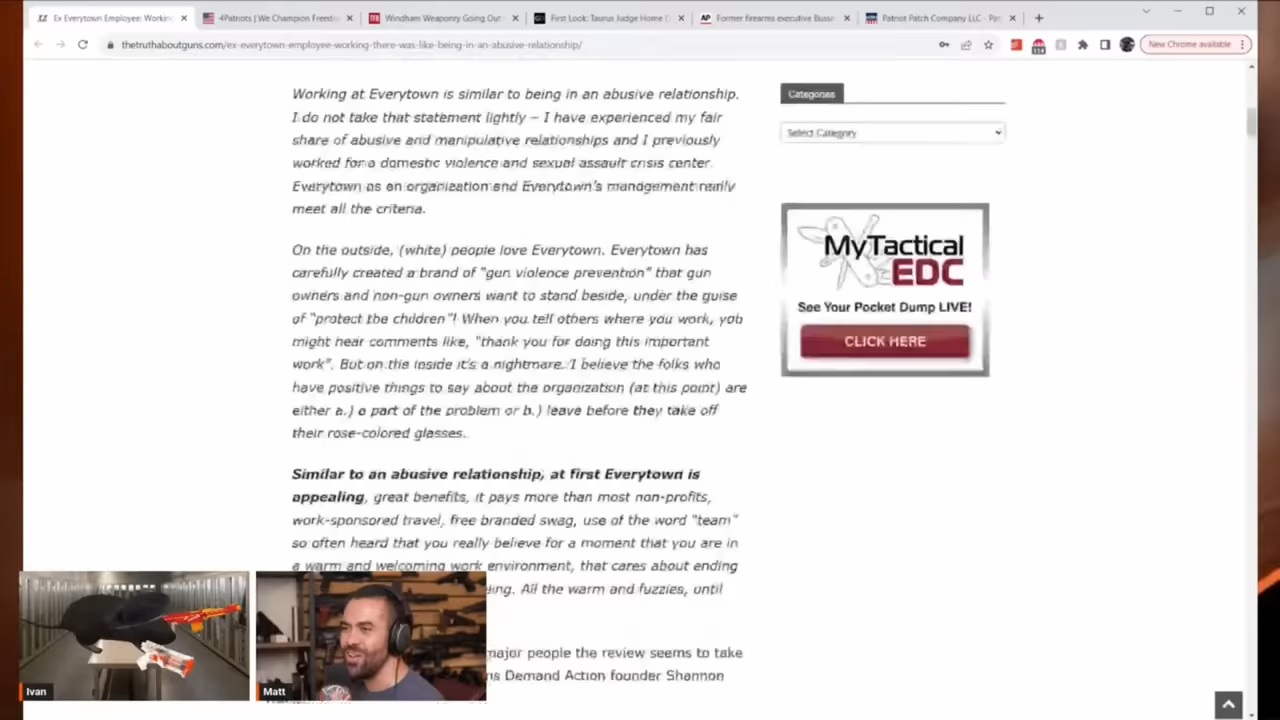 Ex Everytown Employee: Workin
4Patriots | We Champion Freed
Windham Weaponry Going Out
First Look: Taurus Judge Home D
Former firearms executive Busse
Patriot Patch Company LLC - Pat
thetruthaboutguns.com/ex-everytown-employee-working-there-was-like-being-in-an-abusive-relationship/
New Chrome available
Working at Everytown is similar to being in an abusive relationship.
I do not take that statement lightly – I have experienced my fair
share of abusive and manipulative relationships and I previously
worked for a domestic violence and sexual assault crisis center.
Everytown as an organization and Everytown's management really
meet all the criteria.
On the outside, (white) people love Everytown. Everytown has
carefully created a brand of "gun violence prevention" that gun
owners and non-gun owners want to stand beside, under the guise
of "protect the children"! When you tell others where you work, you
might hear comments like, "thank you for doing this important
work". But on the inside it's a nightmare. I believe the folks who
have positive things to say about the organization (at this point) are
either a.) a part of the problem or b.) leave before they take off
their rose-colored glasses.
Similar to an abusive relationship, at first Everytown is
appealing, great benefits, it pays more than most non-profits,
work-sponsored travel, free branded swag, use of the word "team"
so often heard that you really believe for a moment that you are in
a warm and welcoming work environment, that cares about ending
ing. All the warm and fuzzies, until
major people the review seems to take
ns Demand Action founder Shannon
Categories
Select Category
MyTactical
EDC
See Your Pocket Dump LIVE!
CLICK HERE
Ivan
Matt